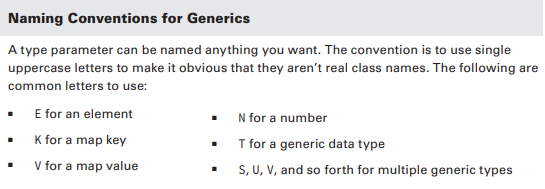 Naming Conventions for Generics
A type parameter can be named anything you want. The convention is to use single
uppercase letters to make it obvious that they aren’t real class names. The following are
common letters to use:
▪ E for an element
▪ K for a map key
▪ V for a map value
▪ N for a number
▪ T for a generic data type
▪ S, U, V, and so forth for multiple generic types